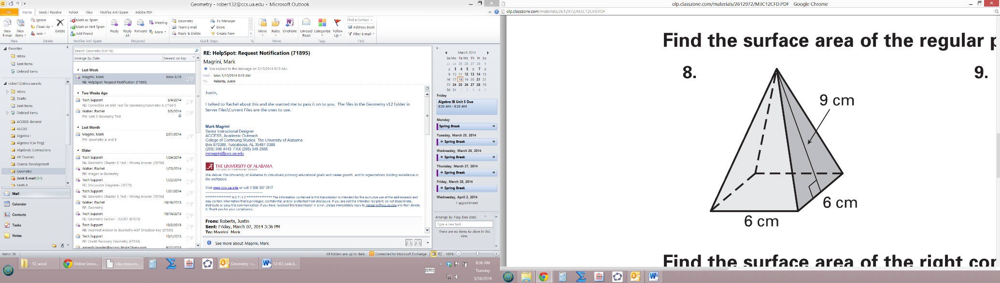 Geometry - rober132@ccs.ua.edu - Microsoft Outlook
File Home Send / Receive Folder View McAfee Anti-Spam Adobe PDF
New E-mail
New Items
Ignore
Clean Up
Junk
Delete
Mark as Spam
Mark as Not Spam
Add Friend
Reply
Reply All
Forward
Meeting
More
Geometry
Team E-mail
Reply & Delete
To Manager
Done
Create New
Move
Rules
OneNote
Unread/ Read
Categorize
Follow Up
Find a Contact
Address Book
Filter E-mail
New Delete McAfee Anti-Spam Respond Quick Steps Move Tags Find
Favorites
Inbox
Sent Items
Deleted Items
rober132@ccs.ua.edu
Inbox
Drafts
Sent Items
Deleted Items
ACCESS General
ALCOS
Algebra I
Algebra II [w Trig]
Algebraic Connections
AP Courses
Course Development
Geometry
Junk E-mail [31]
Math 8
Mail
Calendar
Contacts
Tasks
Notes
Items: 36
Search Geometry (Ctrl+E)
Arrange By: Date Newest on top
Last Week
Magrini, Mark Mon 3/10
RE: HelpSpot: Request Notification {71895}
Two Weeks Ago
Tech Support 3/4/2014
RE: Correction on Unit Test for Geometry/Geometry A {71867}
Walker, Rachel 3/3/2014
FW: Unit 5 Geometry Test
Last Month
Magrini, Mark 2/21/2014
FW: Geometry A and B
Older
Tech Support 1/24/2014
RE: Geometry Chapter 6 Test - Wrong Answer {70766}
Walker, Rachel 1/23/2014
RE: Images in Geometry
Tech Support 1/22/2014
RE: Discussion Diagrams {70775}
Tech Support 1/21/2014
RE: Geometry Chapter 6 Test - Wrong Answer {70766}
Walker, Rachel 10/16/2013
RE: Geometry
Tech Support 10/14/2013
RE: Geometry Section - 53.007 {67875}
Tech Support 10/2/2013
RE: Incorrect Answer in Geometry 4.07 Dropbox Key {67595}
Tech Support 10/1/2013
RE: Credit Recovery Geometry {67536}
amanda.loggins@access.desire2learn.com 9/22/2013
RE: HelpSpot: Request Notification {71895}
Magrini, Mark
You replied to this message on 3/10/2014 8:19 AM.
Sent: Mon 3/10/2014 8:19 AM
To: Roberts, Justin
Justin,
I talked to Rachel about this and she wanted me to pass it on to you. The files in the Geometry v12 folder in
Server Files\Current Files are the ones to use.
Mark Magrini
Senior Instructional Designer
ACCESS, Academic Outreach
College of Continuing Studies, The University of Alabama
Box 870388, Tuscaloosa, AL 35487-0388
(205) 348-4443 FAX (205) 348-2585
mmagrini@ccs.ua.edu
THE UNIVERSITY OF ALABAMA
COLLEGE OF CONTINUING STUDIES
We deliver The University of Alabama to individuals pursuing educational goals and career growth, and to organizations building excellence in
the workplace.
Visit www.ccs.ua.edu or call 1-866-307-3917
************** N O T I C E ************** The information contained in this transmission is intended for the exclusive use of the addressee(s) and
may contain information that is privileged, confidential, and/or protected from disclosure. If you are not the intended recipient, do not disseminate,
distribute or copy this communication. If you have received this transmission in error, please immediately reply to mmagrini@ccs.ua.edu and then delete
it. Thank you for your compliance.
From: Roberts, Justin
Sent: Friday, March 07, 2014 3:36 PM
To: Magrini, Mark
See more about: Magrini, Mark.
All folders are up to date. Connected to Microsoft Exchange 100%
March 2014
Su Mo Tu We Th Fr Sa
23 24 25 26 27 28 1
2 3 4 5 6 7 8
9 10 11 12 13 14 15
16 17 18 19 20 21 22
23 24 25 26 27 28 29
30 31 1 2 3 4 5
Friday
Algebra IB Unit 5 Due
8:00 AM - 8:30 AM
Monday
Spring Break
Tuesday, March 25, 2014
Spring Break
Wednesday, March 26, 2014
Spring Break
Thursday, March 27, 2014
Spring Break
Friday, March 28, 2014
Spring Break
Wednesday, April 2, 2014
1 appointment
Arrange By: Flag: Due Date
Type a new task
There are no items to show in this
view.
12_word
Online Lesso...
olp.classzon...
Geometry - r...
12-03_task.d...
8:36 AM
Tuesday
3/18/2014
olp.classzone.com/materials/2612972/M3C12CFD.PDF - Google Chrome
olp.classzone.com/materials/2612972/M3C12CFD.PDF
Find the surface area of the regular p
8.
9.
9 cm
6 cm
6 cm
Find the surface area of the right cor